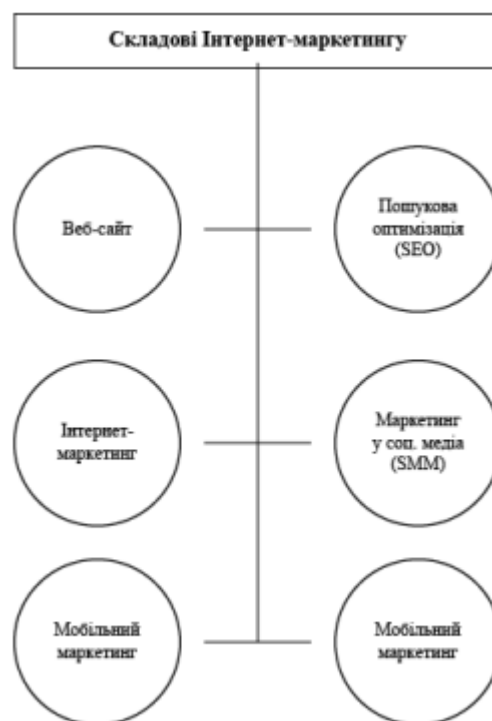 Складові Інтернет-маркетингу
Веб-сайт
Пошукова
оптимізація
(SEO)
Інтернет-
маркетинг
Маркетинг
у соц. медіа
(SMM)
Мобільний
маркетинг
Мобільний
маркетинг